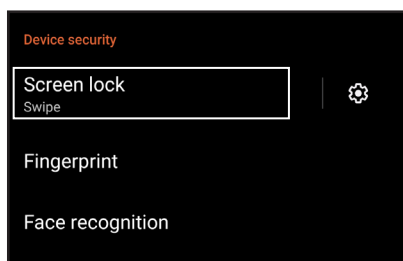 Device security
Screen lock
Swipe
Fingerprint
Face recognition